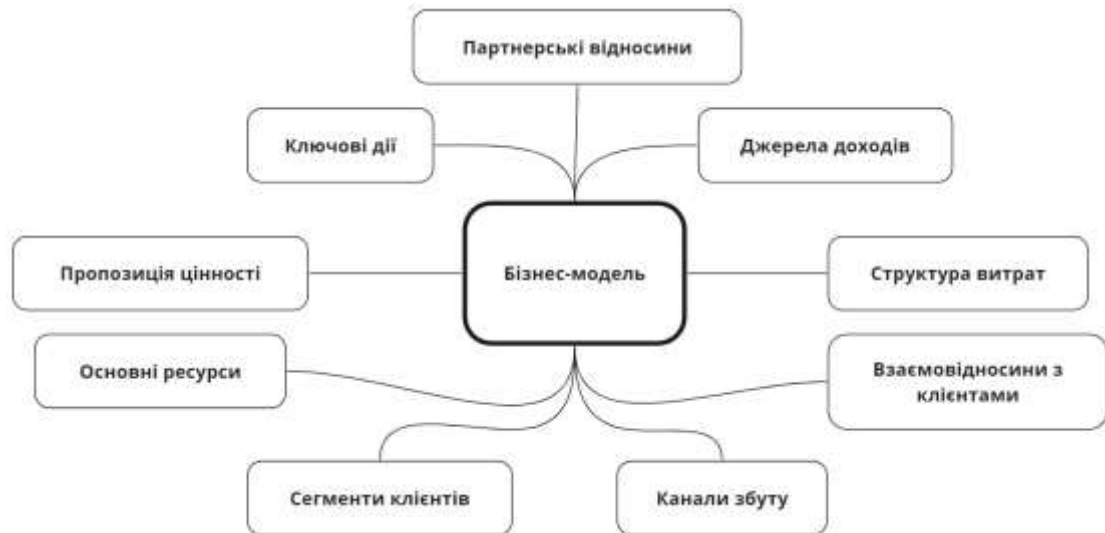 Партнерські відносини
Ключові дії
Джерела доходів
Пропозиція цінності
Бізнес-модель
Структура витрат
Основні ресурси
Взаємовідносини з
клієнтами
Сегменти клієнтів
Канали збуту